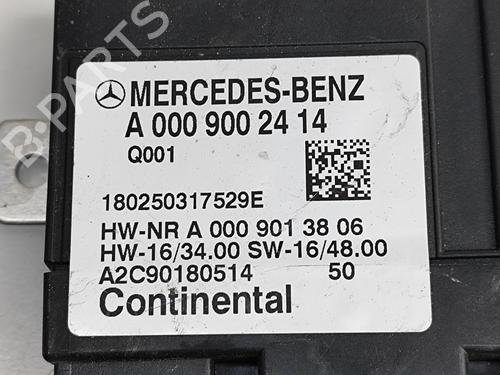 MERCEDES-BENZ
A 000 900 24 14
Q001
180250317529E
HW-NR A 000 901 38 06
HW-16/34.00 SW-16/48.00
A2C90180514 50
Continental
B-PARTS